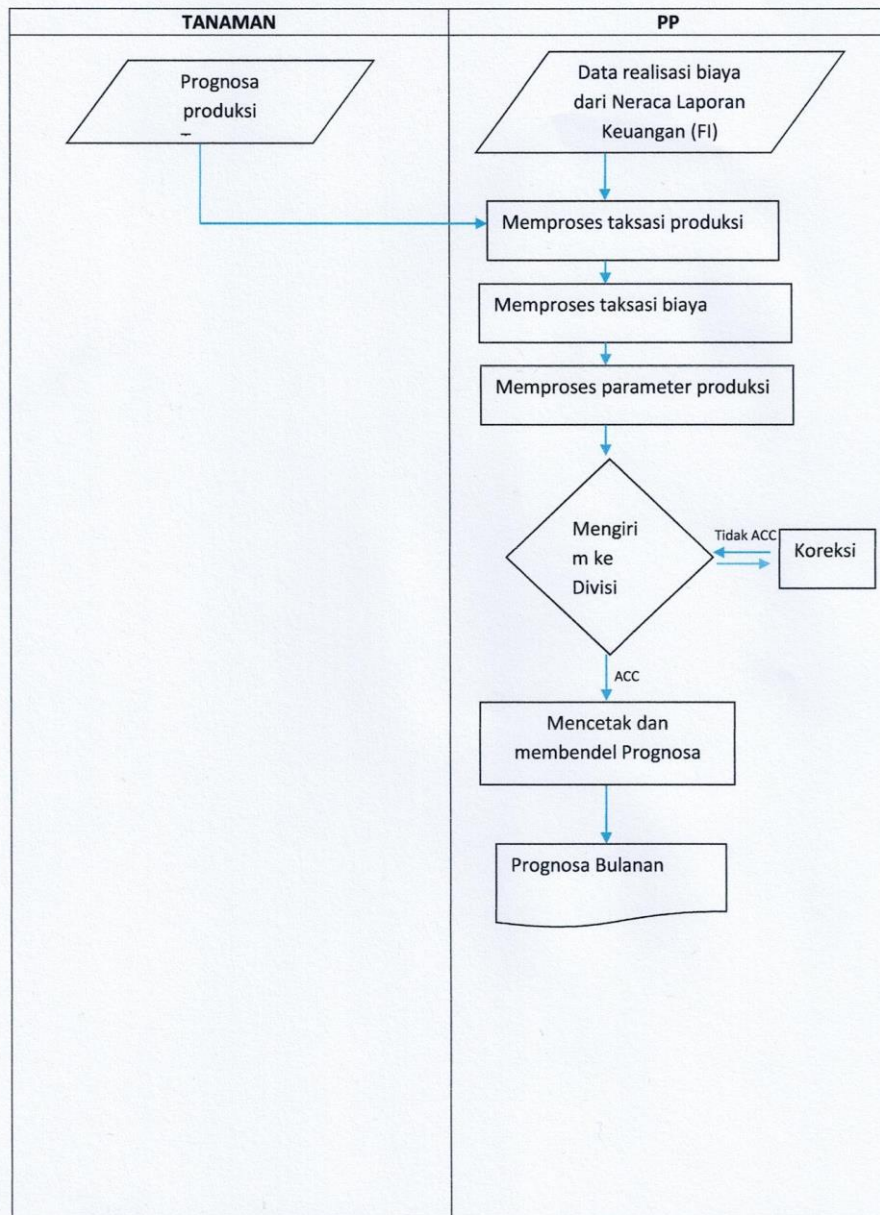 TANAMAN
PP
Prognosa
produksi
Data realisasi biaya
dari Neraca Laporan
Keuangan (FI)
Memproses taksasi produksi
Memproses taksasi biaya
Memproses parameter produksi
Mengiri
m ke
Divisi
Tidak ACC
Koreksi
ACC
Mencetak dan
membendel Prognosa
Prognosa Bulanan